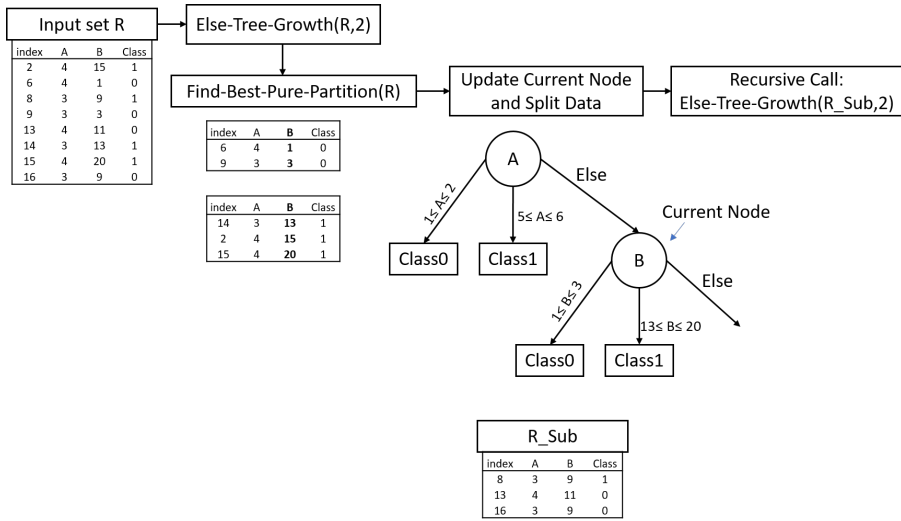 Input set R
index A B Class
2 4 15 1
6 4 1 0
8 3 9 1
9 3 3 0
13 4 11 0
14 3 13 1
15 4 20 1
16 3 9 0
Else-Tree-Growth(R,2)
Find-Best-Pure-Partition(R)
index A B Class
6 4 1 0
9 3 3 0
index A B Class
14 3 13 1
2 4 15 1
15 4 20 1
Update Current Node
and Split Data
Recursive Call:
Else-Tree-Growth(R_Sub,2)
A
1≤ A≤ 2
5≤ A≤ 6
Else
Class0
Class1
Current Node
B
1≤ B≤ 3
13≤ B≤ 20
Else
Class0
Class1
R_Sub
index A B Class
8 3 9 1
13 4 11 0
16 3 9 0